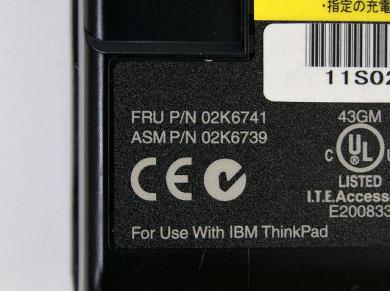 ・指定の充電
11S02
FRU P/N 02K6741
ASM P/N 02K6739
43GM
CE
C UL
LISTED
I.T.E.Access
E200833
For Use With IBM ThinkPad